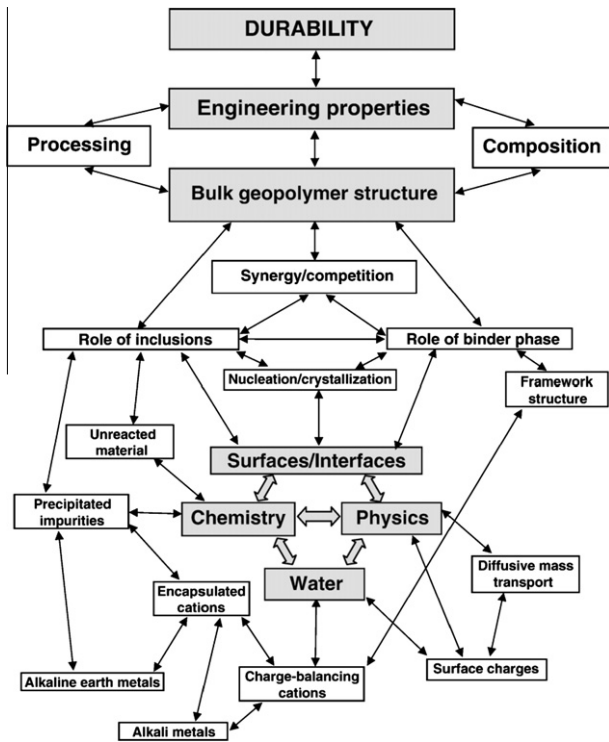 DURABILITY
Engineering properties
Processing
Composition
Bulk geopolymer structure
Synergy/competition
Role of inclusions
Role of binder phase
Nucleation/crystallization
Framework
structure
Unreacted
material
Surfaces/Interfaces
Precipitated
impurities
Chemistry
Physics
Diffusive mass
transport
Water
Encapsulated
cations
Alkaline earth metals
Charge-balancing
cations
Surface charges
Alkali metals